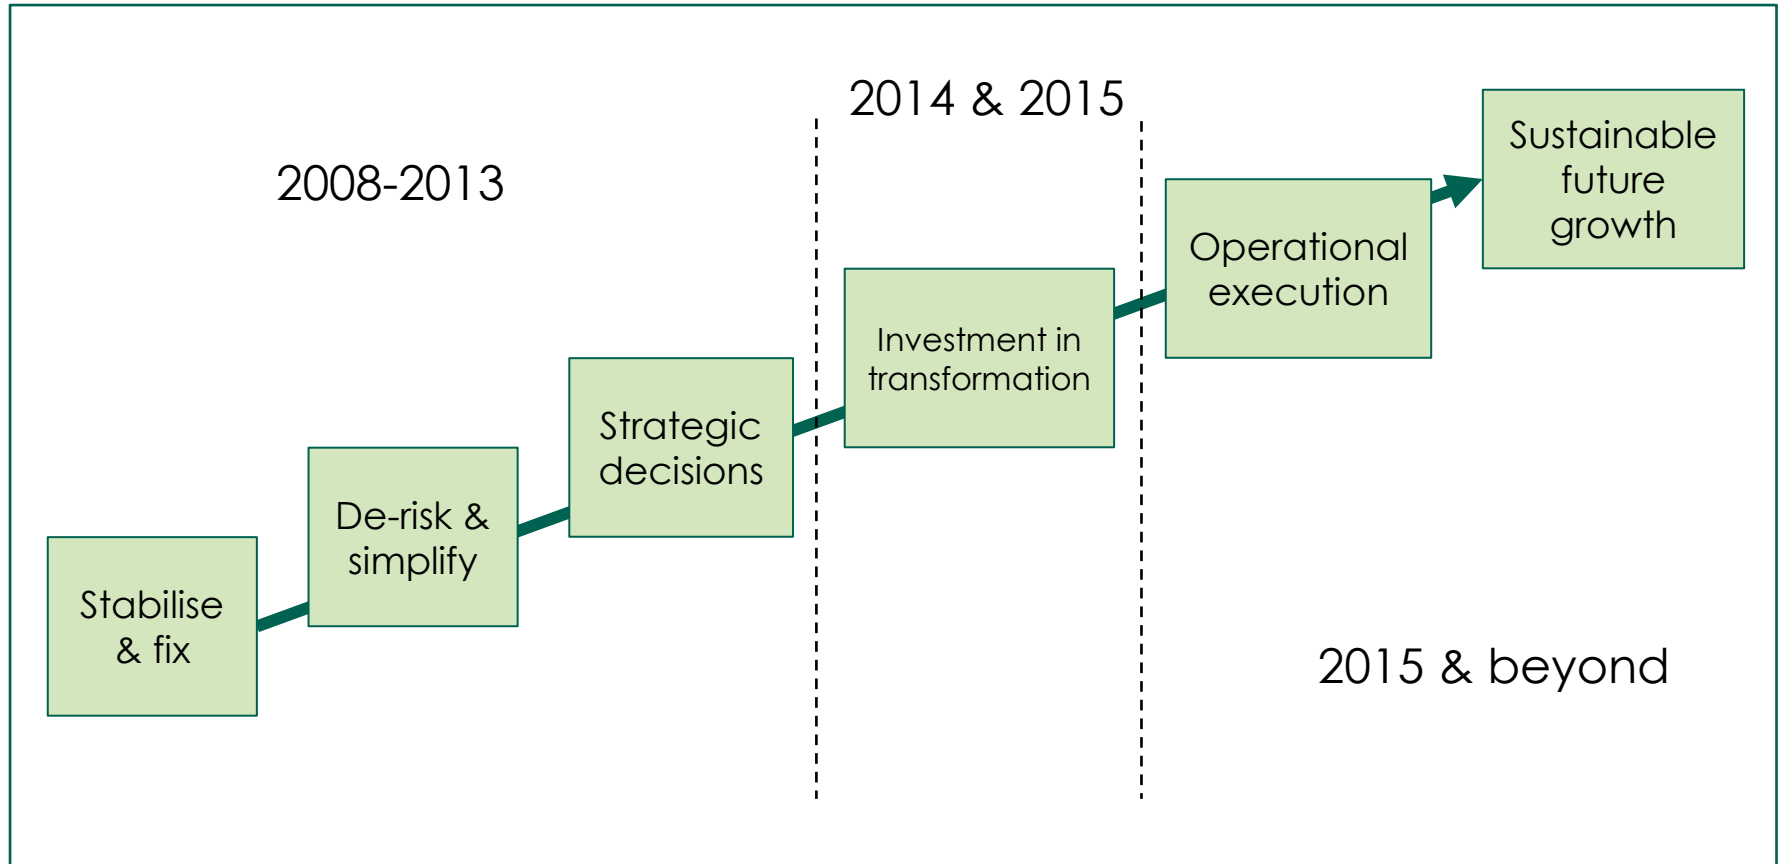 2008-2013
2014 & 2015
Stabilise
& fix
De-risk &
simplify
Strategic
decisions
Investment in
transformation
Operational
execution
Sustainable
future
growth
2015 & beyond